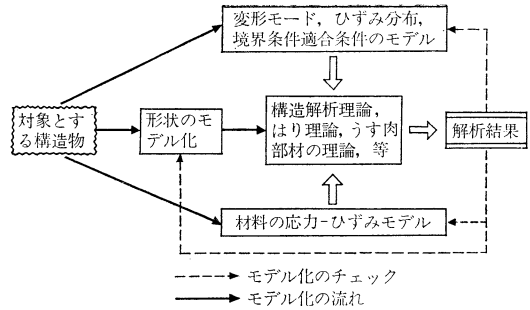 変形モード，ひずみ分布，
境界条件適合条件のモデル
対象とす
る構造物
形状のモ
デル化
構造解析理論，
はり理論，うす肉
部材の理論，等
解析結果
材料の応力－ひずみモデル
モデル化のチェック
モデル化の流れ